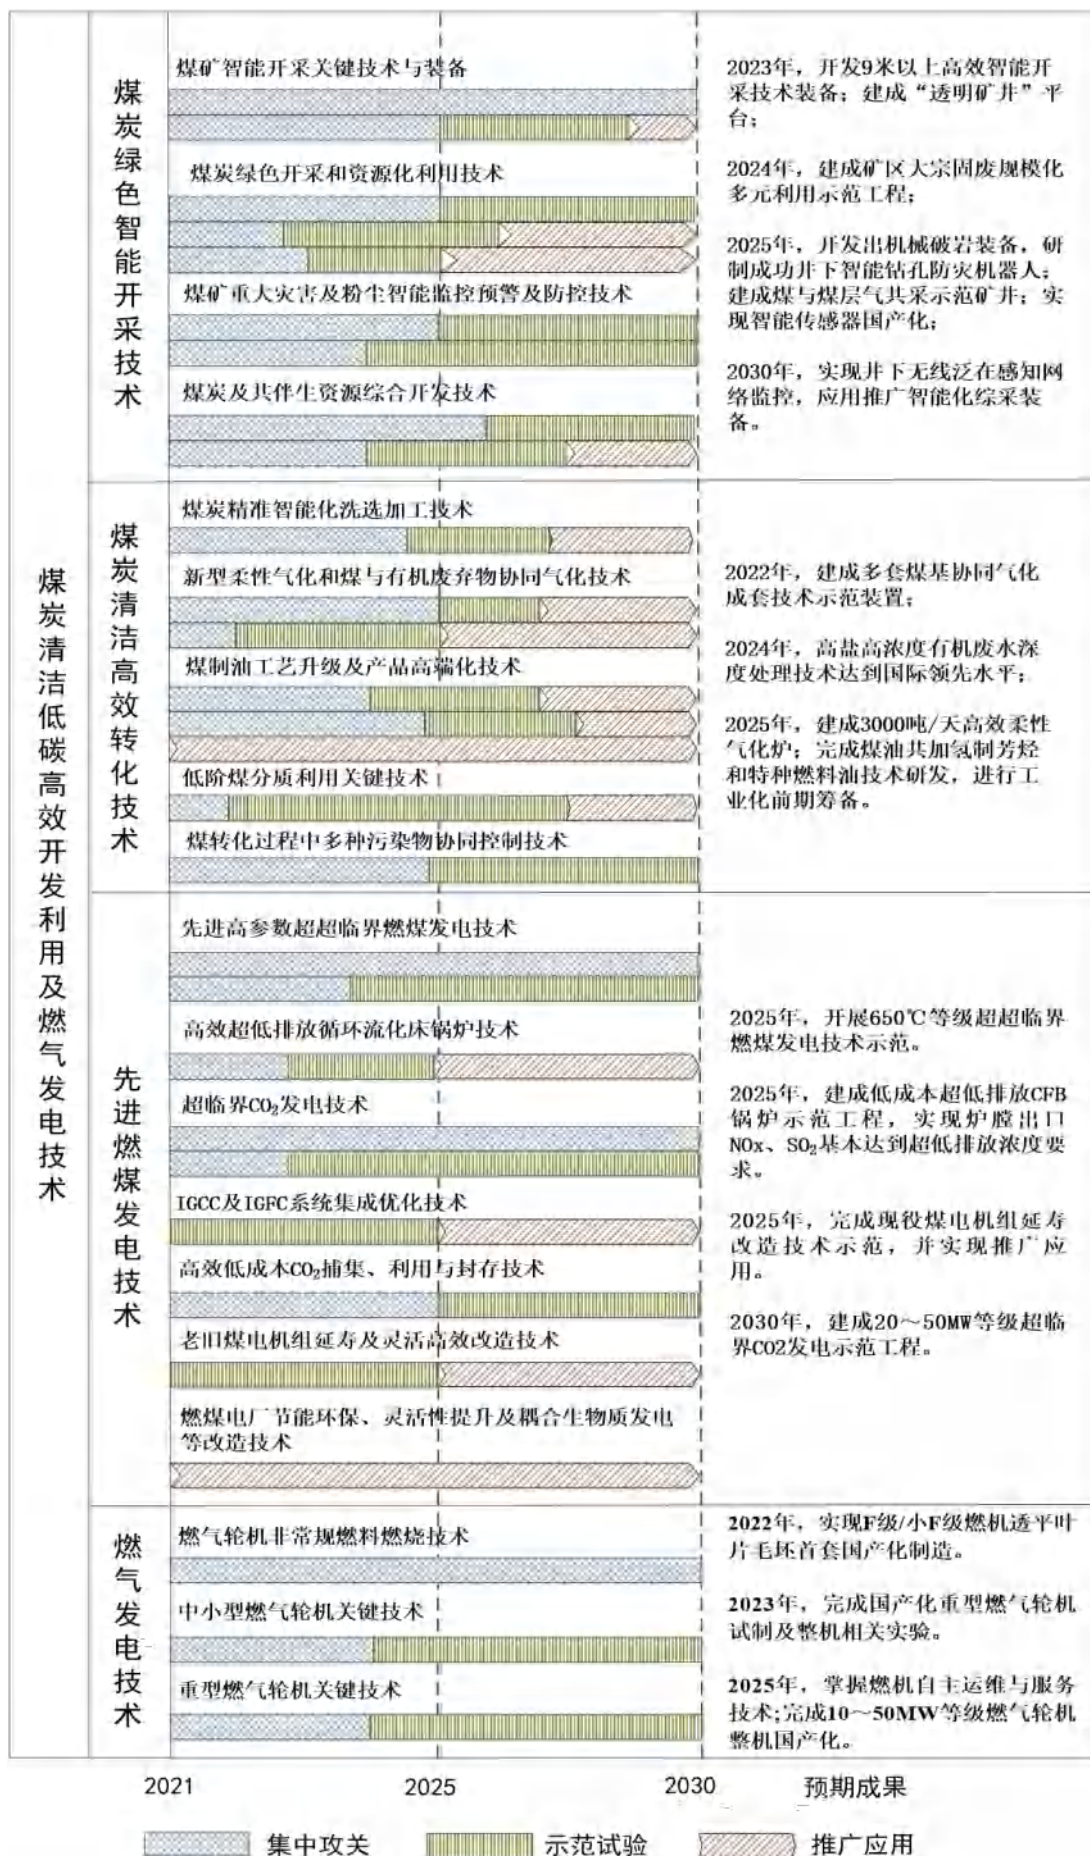 煤炭清洁低碳高效开发利用及燃气发电技术
煤炭绿色智能开采技术
煤矿智能开采关键技术与装备
煤炭绿色开采和资源化利用技术
煤矿重大灾害及粉尘智能监控预警及防控技术
煤炭及共伴生资源综合开发技术
2023年，开发9米以上高效智能开
采技术装备；建成“透明矿井”平
台；
2024年，建成矿区大宗固废规模化
多元利用示范工程；
2025年，开发出机械破岩装备，研
制成功井下智能钻孔防灾机器人；
建成煤与煤层气共采示范矿井；实
现智能传感器国产化；
2030年，实现井下无线泛在感知网
络监控，应用推广智能化综采装
备。
煤炭清洁高效转化技术
煤炭精准智能化洗选加工技术
新型柔性气化和煤与有机废弃物协同气化技术
煤制油工艺升级及产品高端化技术
低阶煤分质利用关键技术
煤转化过程中多种污染物协同控制技术
2022年，建成多套煤基协同气化
成套技术示范装置；
2024年，高盐高浓度有机废水深
度处理技术达到国际领先水平；
2025年，建成3000吨/天高效柔性
气化炉；完成煤油共加氢制芳烃
和特种燃料油技术研发，进行工
业化前期筹备。
先进燃煤发电技术
先进高参数超超临界燃煤发电技术
高效超低排放循环流化床锅炉技术
超临界CO₂发电技术
IGCC及IGFC系统集成优化技术
高效低成本CO₂捕集、利用与封存技术
老旧煤电机组延寿及灵活高效改造技术
燃煤电厂节能环保、灵活性提升及耦合生物质发电
等改造技术
2025年，开展650℃等级超超临界
燃煤发电技术示范。
2025年，建成低成本超低排放CFB
锅炉示范工程，实现炉膛出口
NOx、SO₂基本达到超低排放浓度要
求。
2025年，完成现役煤电机组延寿
改造技术示范，并实现推广应
用。
2030年，建成20～50MW等级超临
界CO2发电示范工程。
燃气发电技术
燃气轮机非常规燃料燃烧技术
中小型燃气轮机关键技术
重型燃气轮机关键技术
2022年，实现F级/小F级燃机透平叶
片毛坯首套国产化制造。
2023年，完成国产化重型燃气轮机
试制及整机相关实验。
2025年，掌握燃机自主运维与服务
技术;完成10～50MW等级燃气轮机
整机国产化。
2021 2025 2030 预期成果
集中攻关 示范试验 推广应用